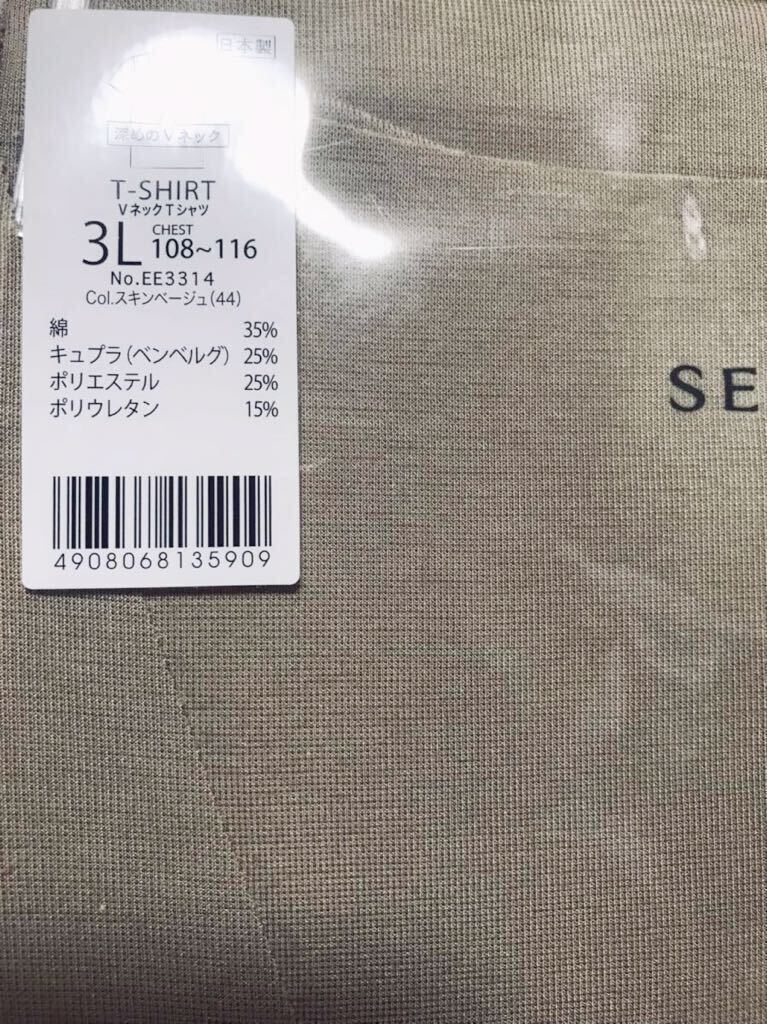 日本製
深めのVネック
T-SHIRT
VネックTシャツ
3L CHEST 108~116
No.EE3314
Col.スキンベージュ(44)
綿 35%
キュプラ(ベンベルグ) 25%
ポリエステル 25%
ポリウレタン 15%
4908068135909
SE